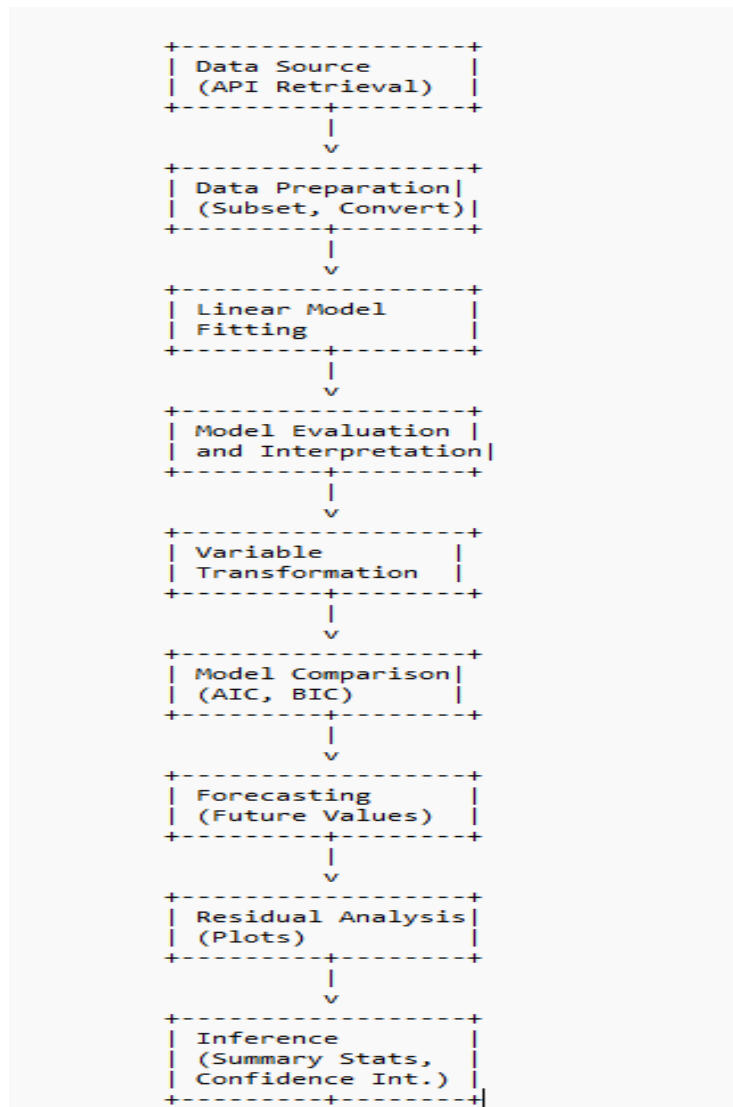 +------------------+
| Data Source      |
| (API Retrieval)  |
+---------+--------+
          |
          v
+------------------+
| Data Preparation|
| (Subset, Convert)|
+---------+--------+
          |
          v
+------------------+
| Linear Model     |
| Fitting          |
+---------+--------+
          |
          v
+------------------+
| Model Evaluation |
| and Interpretation|
+---------+--------+
          |
          v
+------------------+
| Variable        |
| Transformation  |
+---------+--------+
          |
          v
+------------------+
| Model Comparison|
| (AIC, BIC)      |
+---------+--------+
          |
          v
+------------------+
| Forecasting      |
| (Future Values)  |
+---------+--------+
          |
          v
+------------------+
| Residual Analysis|
| (Plots)          |
+---------+--------+
          |
          v
+------------------+
| Inference        |
| (Summary Stats,  |
| Confidence Int.) |
+---------+--------+